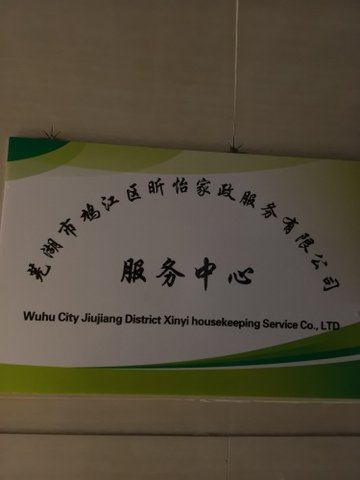 芜湖市鸠江区昕怡家政服务有限公司
服务中心
Wuhu City Jiujiang District Xinyi housekeeping Service Co., LTD